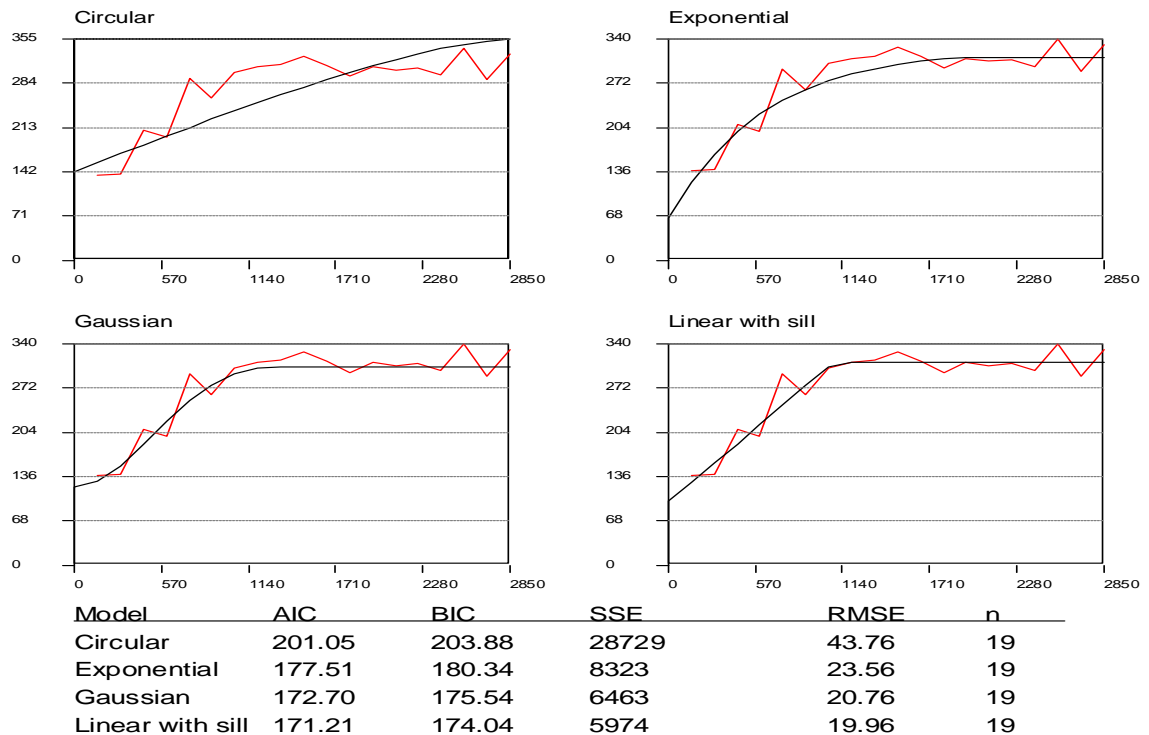 Circular
355
284
213
142
71
0
0 570 1140 1710 2280 2850
Exponential
340
272
204
136
68
0
0 570 1140 1710 2280 2850
Gaussian
340
272
204
136
68
0
0 570 1140 1710 2280 2850
Linear with sill
340
272
204
136
68
0
0 570 1140 1710 2280 2850
Model AIC BIC SSE RMSE n
Circular 201.05 203.88 28729 43.76 19
Exponential 177.51 180.34 8323 23.56 19
Gaussian 172.70 175.54 6463 20.76 19
Linear with sill 171.21 174.04 5974 19.96 19